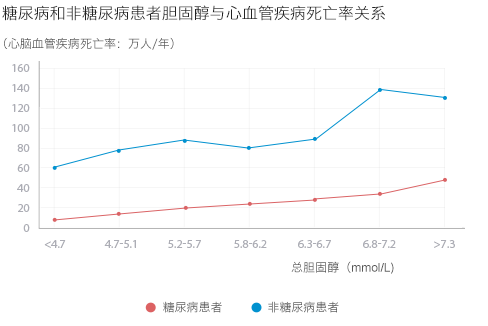 糖尿病和非糖尿病患者胆固醇与心血管疾病死亡率关系
（心脑血管疾病死亡率：万人/年）
160
140
120
100
80
60
40
20
0
<4.7 4.7-5.1 5.2-5.7 5.8-6.2 6.3-6.7 6.8-7.2 >7.3
总胆固醇（mmol/L)
糖尿病患者 非糖尿病患者